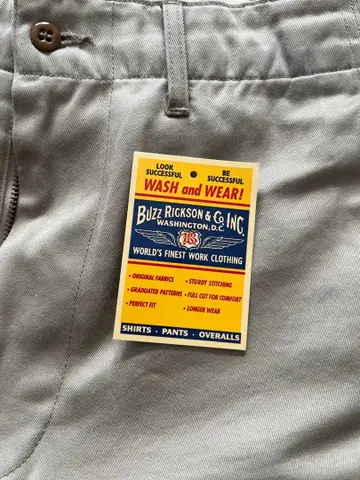 LOOK SUCCESSFUL
BE SUCCESSFUL
WASH and WEAR!
BUZZ RICKSON & Co. INC.
WASHINGTON, D.C.
WORLD'S FINEST WORK CLOTHING
• ORIGINAL FABRICS
• STURDY STITCHING
• GRADUATED PATTERNS
• FULL CUT FOR COMFORT
• PERFECT FIT
• LONGER WEAR
SHIRTS · PANTS · OVERALLS